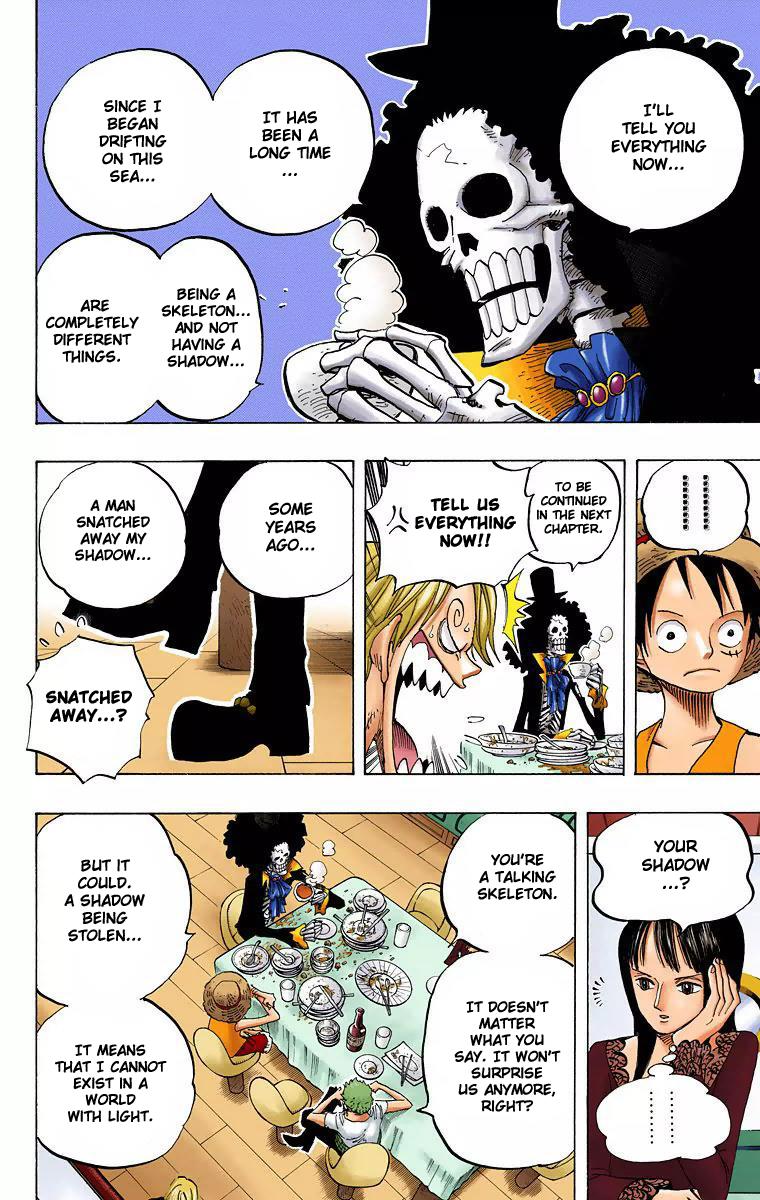 I'LL
TELL YOU
EVERYTHING
NOW...
IT HAS
BEEN A
LONG TIME
...
SINCE I
BEGAN
DRIFTING
ON THIS
SEA...
BEING A
SKELETON...
AND NOT
HAVING A
SHADOW...
ARE
COMPLETELY
DIFFERENT
THINGS.
!!
TO BE
CONTINUED
IN THE NEXT
CHAPTER.
TELL US
EVERYTHING
NOW!!
SOME
YEARS
AGO...
A MAN
SNATCHED
AWAY MY
SHADOW...
SNATCHED
AWAY...?
YOUR
SHADOW
...?
......
YOU'RE
A TALKING
SKELETON.
IT DOESN'T
MATTER
WHAT YOU
SAY. IT WON'T
SURPRISE
US ANYMORE,
RIGHT?
BUT IT
COULD.
A SHADOW
BEING
STOLEN...
IT MEANS
THAT I CANNOT
EXIST IN A
WORLD
WITH LIGHT.